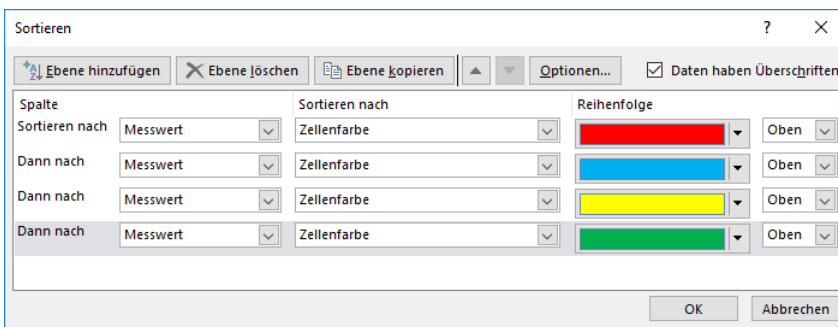 Sortieren ? ×
Ebene hinzufügen Ebene löschen Ebene kopieren Optionen... Daten haben Überschriften
Spalte Sortieren nach Reihenfolge
Sortieren nach Messwert Zellenfarbe Oben
Dann nach Messwert Zellenfarbe Oben
Dann nach Messwert Zellenfarbe Oben
Dann nach Messwert Zellenfarbe Oben
OK Abbrechen